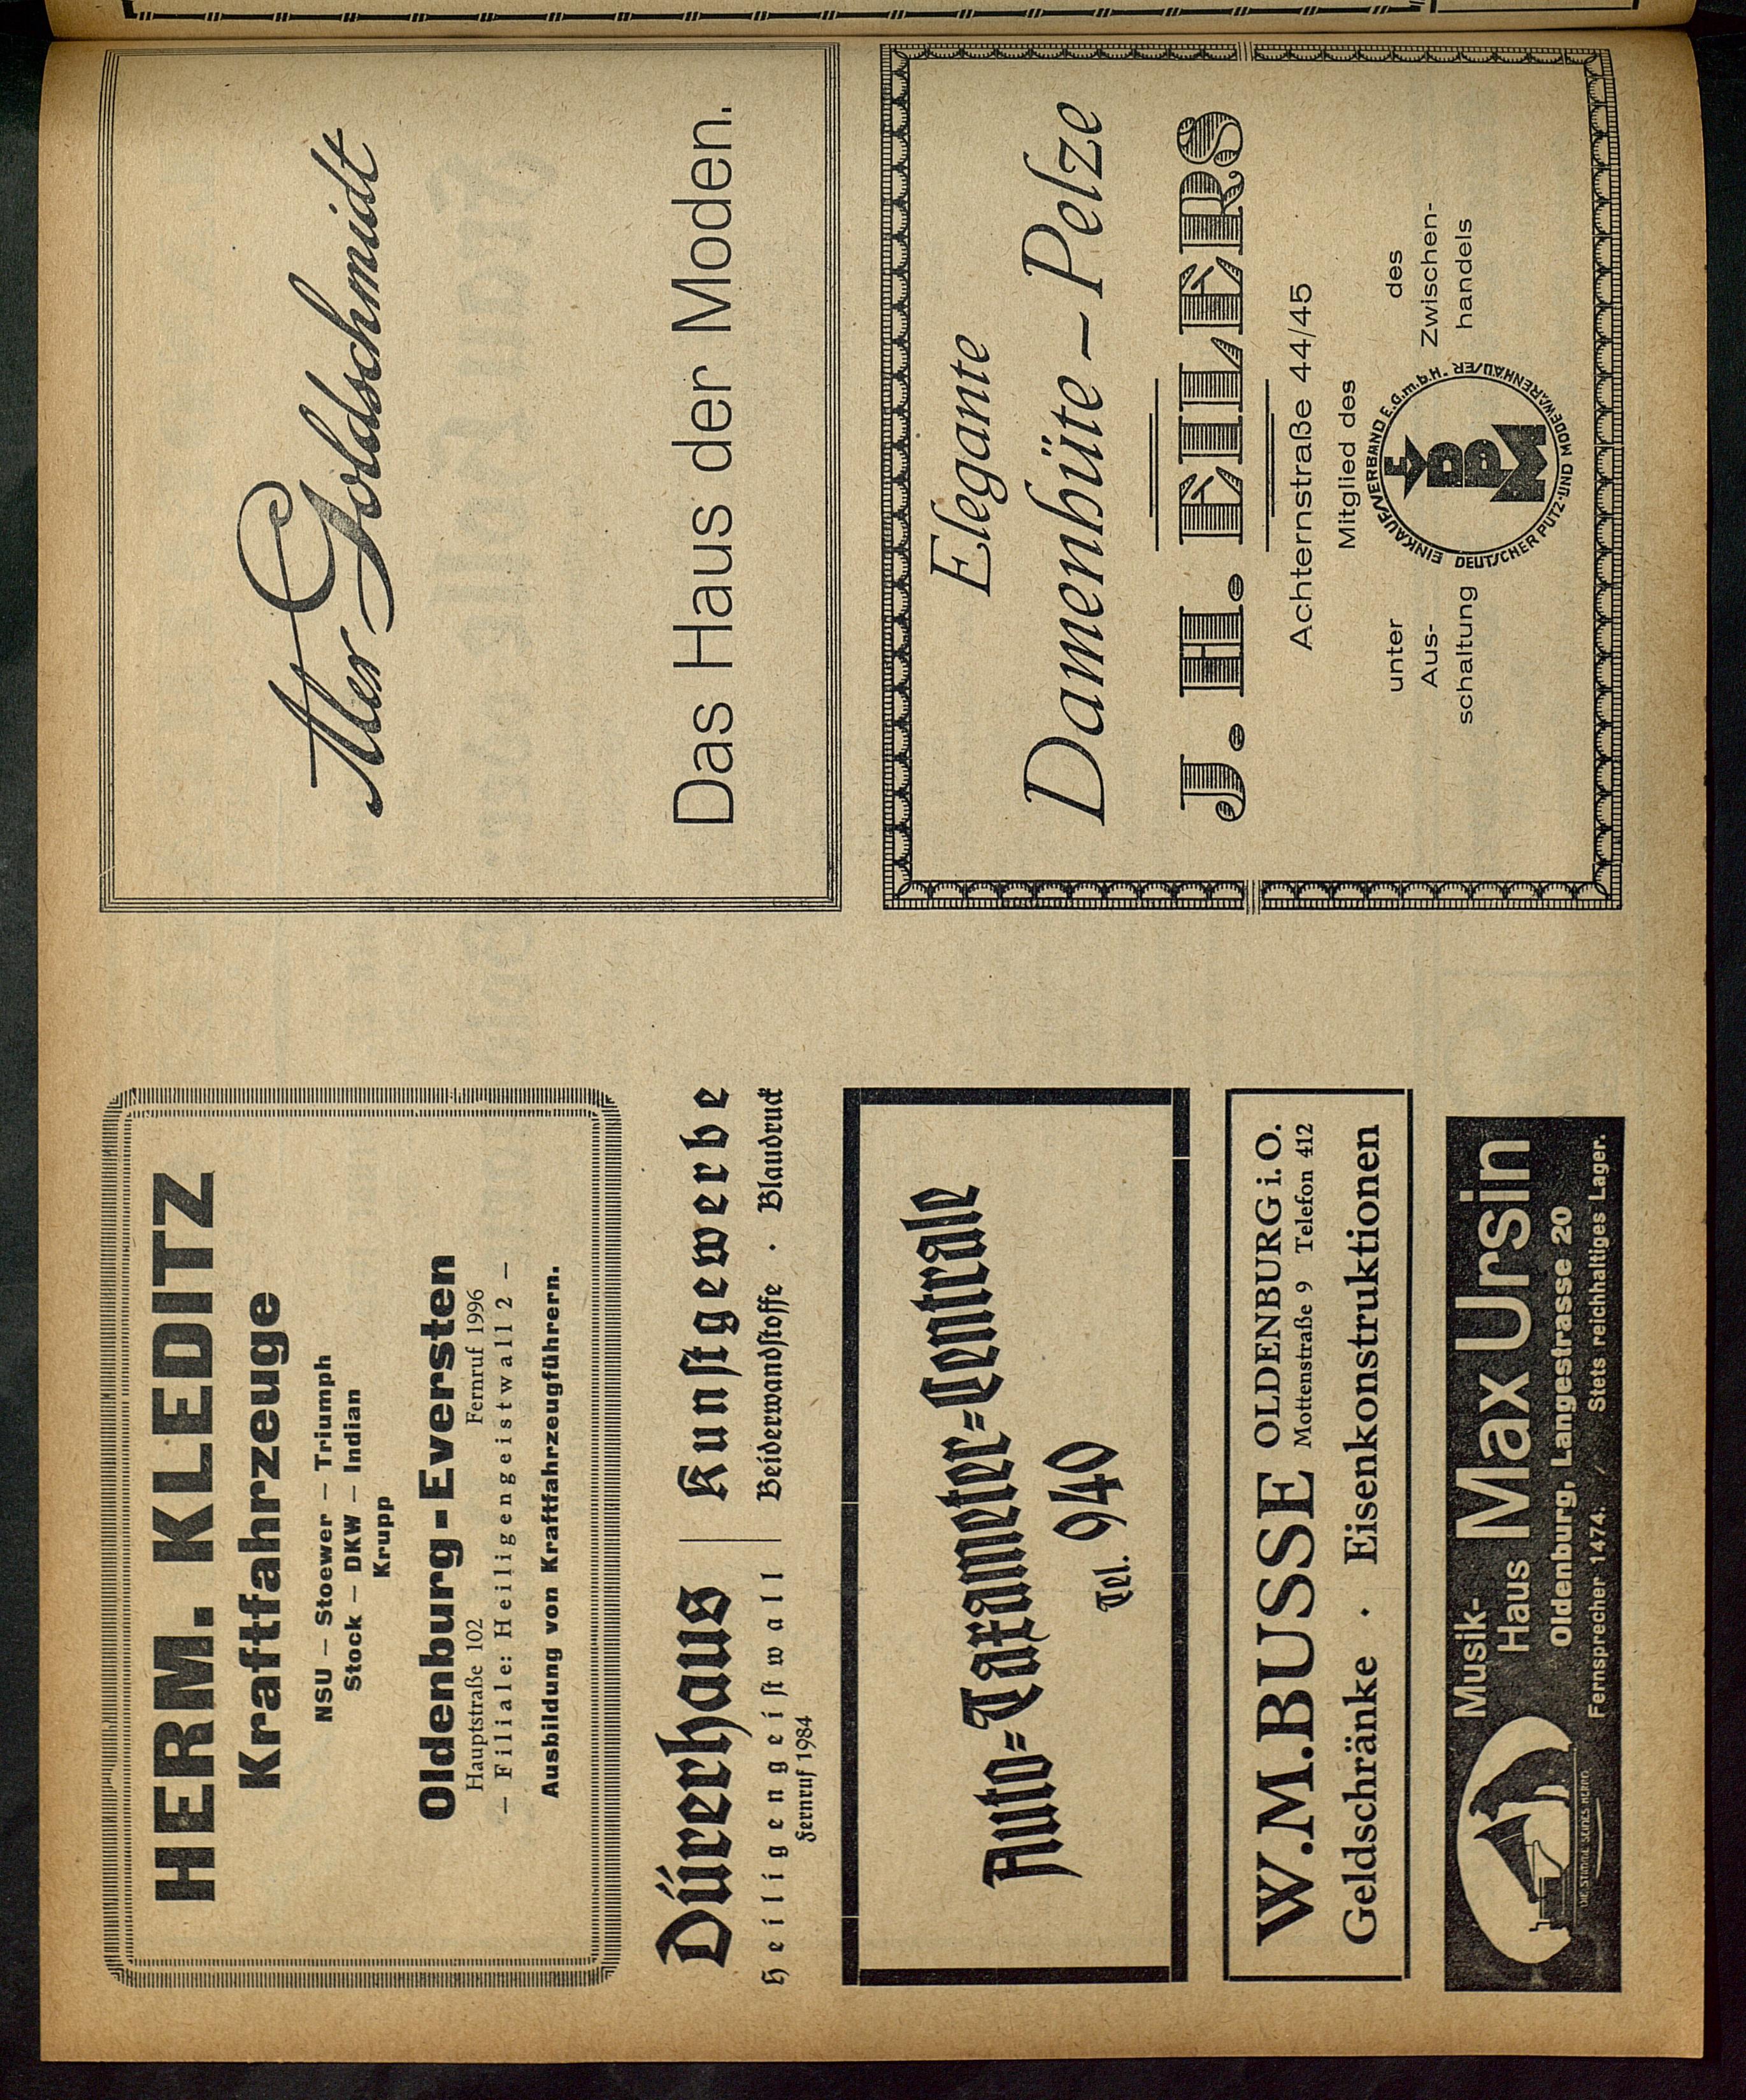 HERM. KLEDITZ
Kraftfahrzeuge
NSU — Stoewer — Triumph
Stock — DKW — Indian
Krupp
Oldenburg-Eversten
Hauptstraße 102 Fernruf 1996
— Filiale: Heiligengeistwall 2 —
Ausbildung von Kraftfahrzeugführern.
Dürerhaus
Heiligengeistwall
Fernruf 1984
Kunstgewerbe
Beiderwandstoffe · Blaudruck
Auto-Taxameter-Centrale
Tel. 940
W.M.BUSSE OLDENBURG i. O.
Mottenstraße 9 Telefon 412
Geldschränke · Eisenkonstruktionen
Musik-
Haus Max Ursin
Oldenburg, Langestrasse 20
Fernsprecher 1474. / Stets reichhaltiges Lager.
Alex Goldschmidt
Das Haus der Moden.
Elegante
Damenhüte – Pelze
J. H. EILERS
Achternstraße 44/45
Mitglied des
EINKAUFSVERBAND E.G.m.b.H. DEUTSCHER PUTZ- UND MODEWARENHÄUSER
EV
DPM
unter
Aus-
schaltung
des
Zwischen-
handels